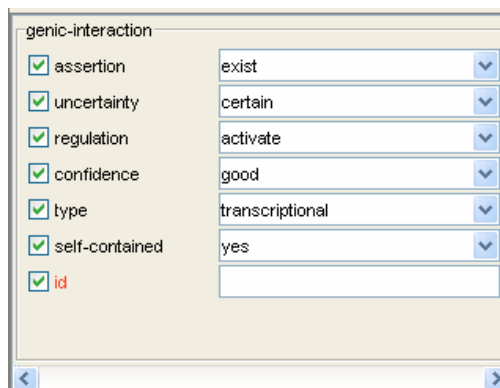 genic-interaction
assertion exist
uncertainty certain
regulation activate
confidence good
type transcriptional
self-contained yes
id